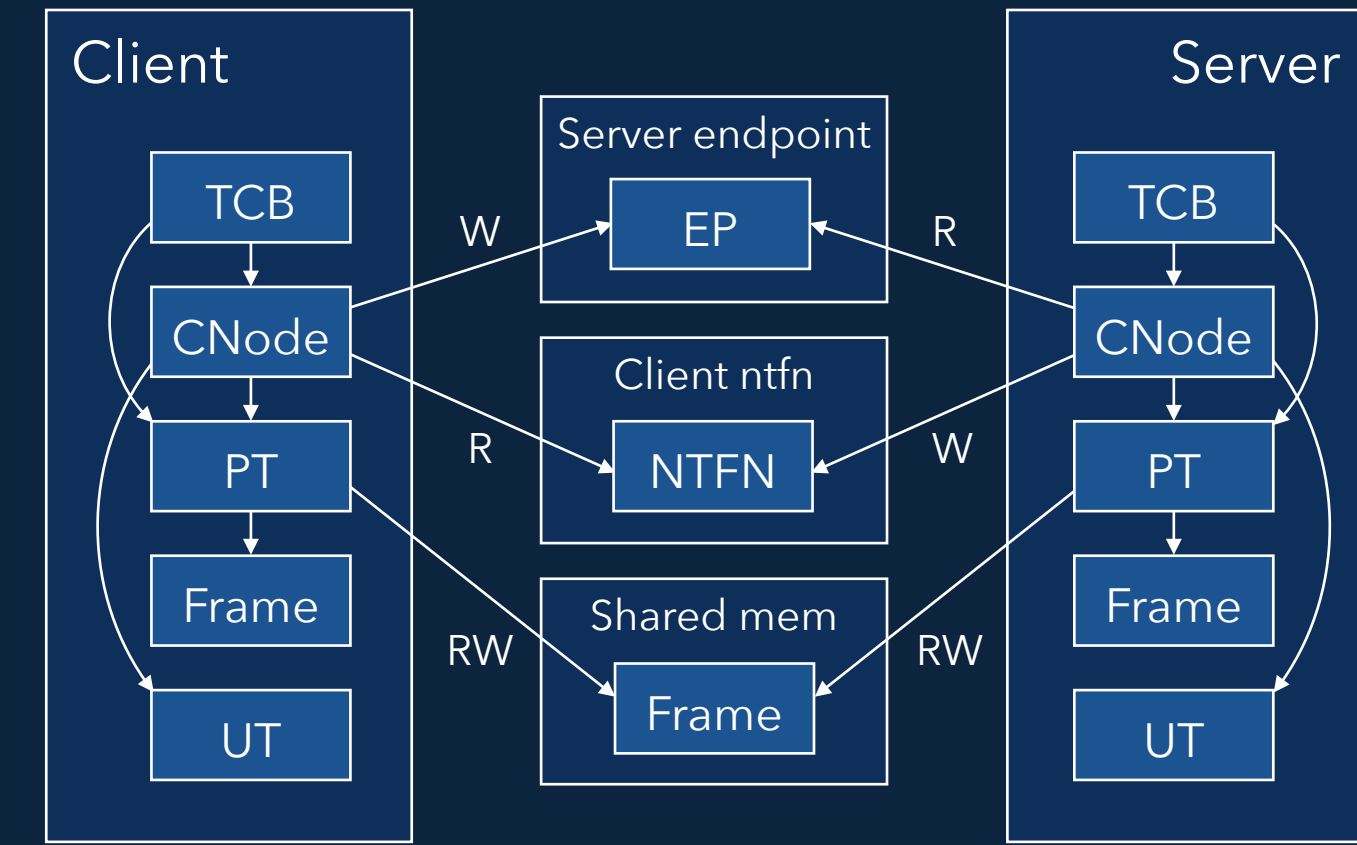 Client
TCB
CNode
PT
Frame
UT
W
R
RW
Server endpoint
EP
Client ntfn
NTFN
Shared mem
Frame
R
W
RW
Server
TCB
CNode
PT
Frame
UT